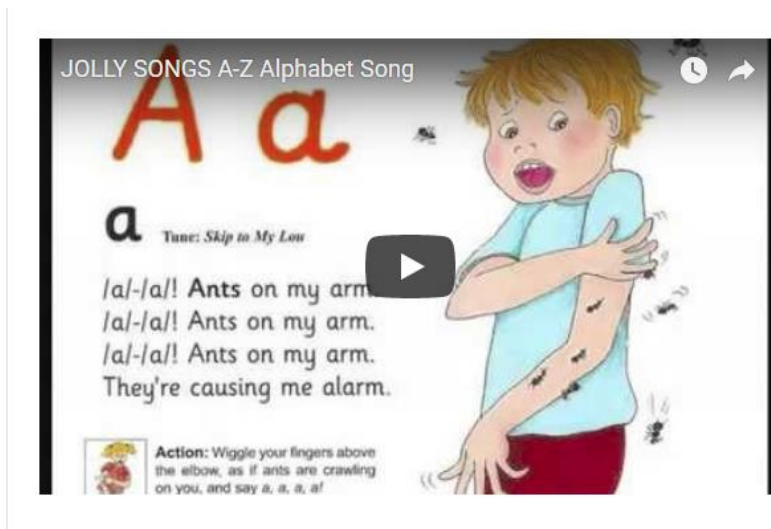 JOLLY SONGS A-Z Alphabet Song
A a
a Tune: Skip to My Lou
/a/-/a/! Ants on my arm.
/a/-/a/! Ants on my arm.
/a/-/a/! Ants on my arm.
They're causing me alarm.
Action: Wiggle your fingers above
the elbow, as if ants are crawling
on you, and say a, a, a, a!